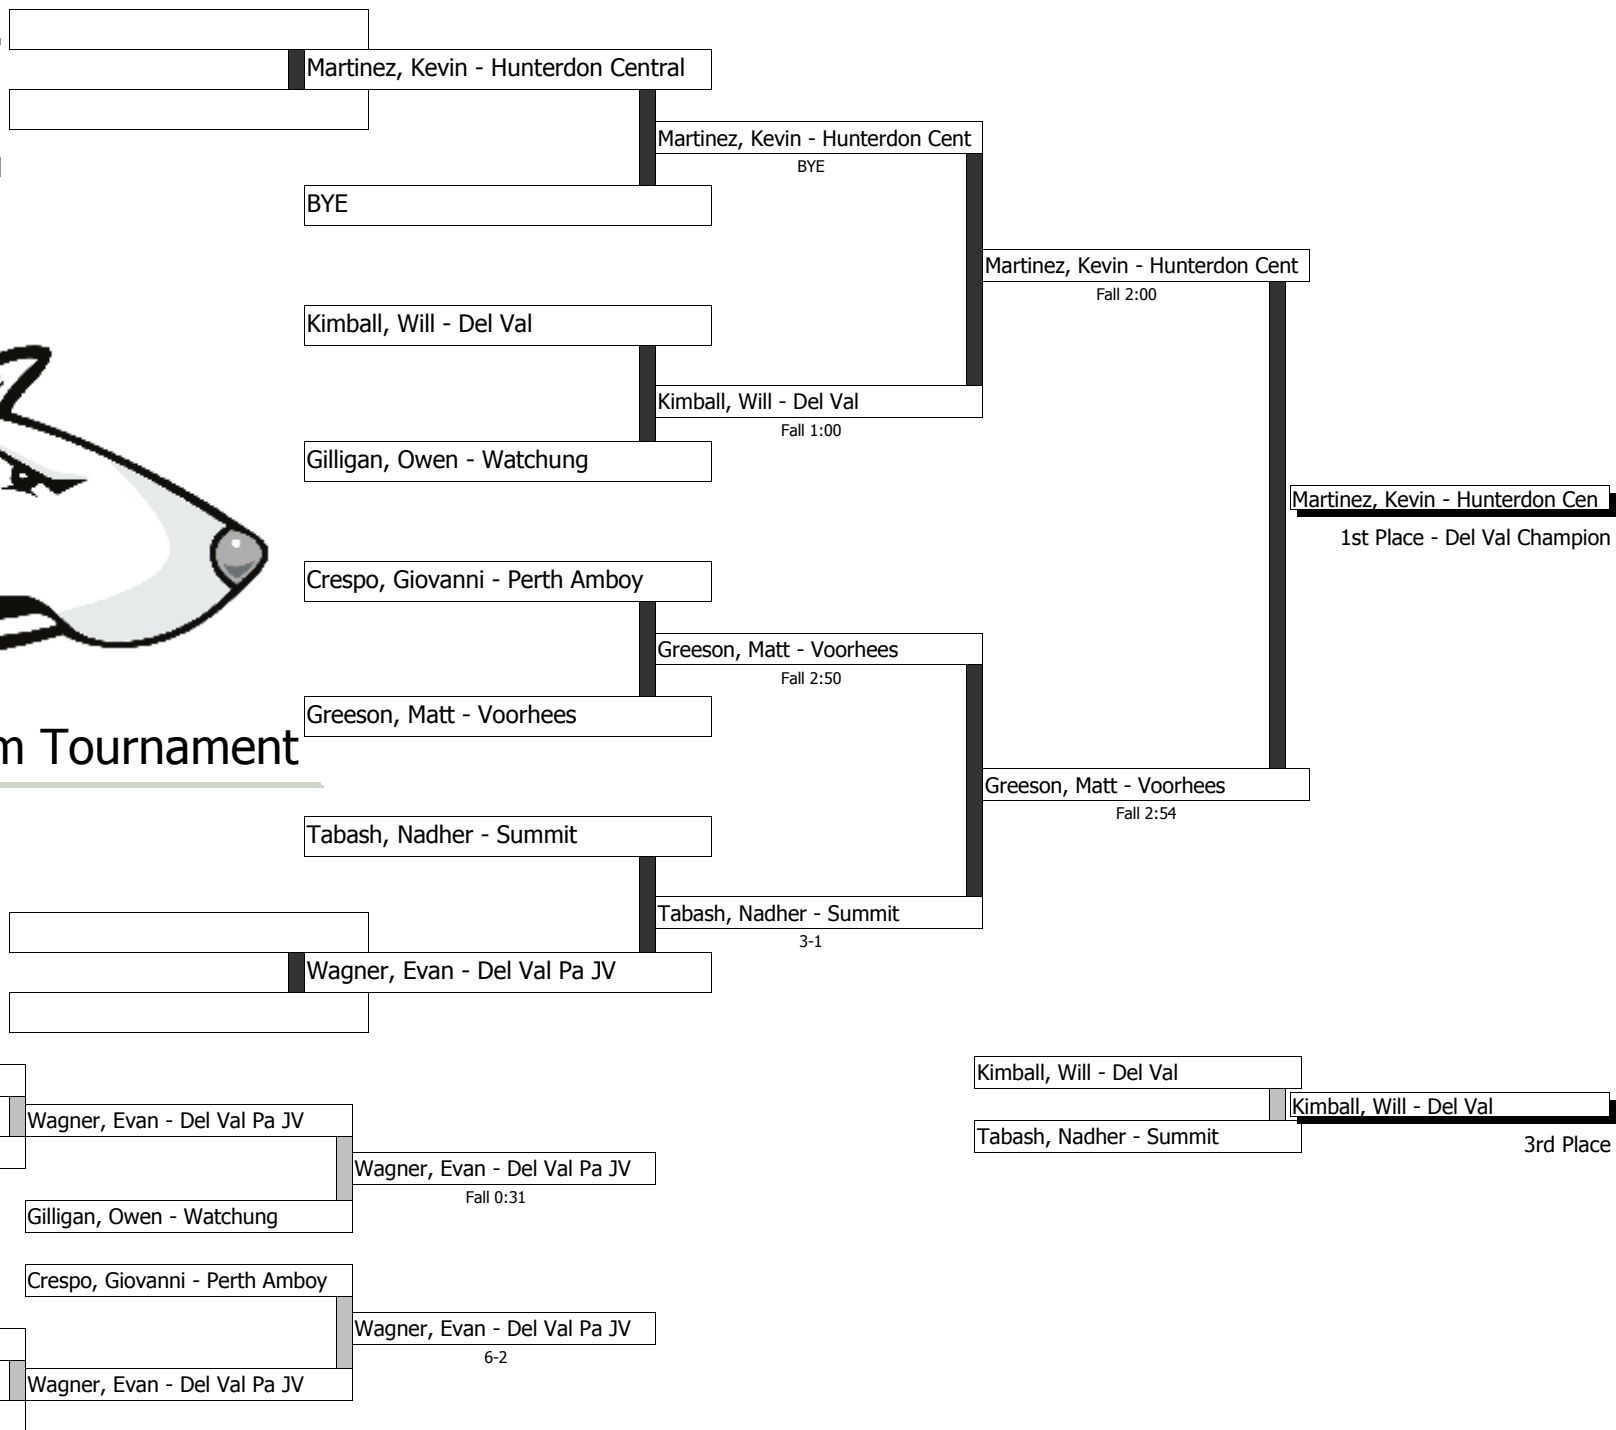 Martinez, Kevin - Hunterdon Central
Martinez, Kevin - Hunterdon Cent
BYE
BYE
Martinez, Kevin - Hunterdon Cent
Fall 2:00
Kimball, Will - Del Val
Kimball, Will - Del Val
Fall 1:00
Gilligan, Owen - Watchung
Martinez, Kevin - Hunterdon Cen
1st Place - Del Val Champion
Crespo, Giovanni - Perth Amboy
Greeson, Matt - Voorhees
Fall 2:50
Greeson, Matt - Voorhees
m Tournament
Greeson, Matt - Voorhees
Fall 2:54
Tabash, Nadher - Summit
Tabash, Nadher - Summit
3-1
Wagner, Evan - Del Val Pa JV
Kimball, Will - Del Val
Kimball, Will - Del Val
Tabash, Nadher - Summit
3rd Place
Wagner, Evan - Del Val Pa JV
Wagner, Evan - Del Val Pa JV
Fall 0:31
Gilligan, Owen - Watchung
Crespo, Giovanni - Perth Amboy
Wagner, Evan - Del Val Pa JV
6-2
Wagner, Evan - Del Val Pa JV